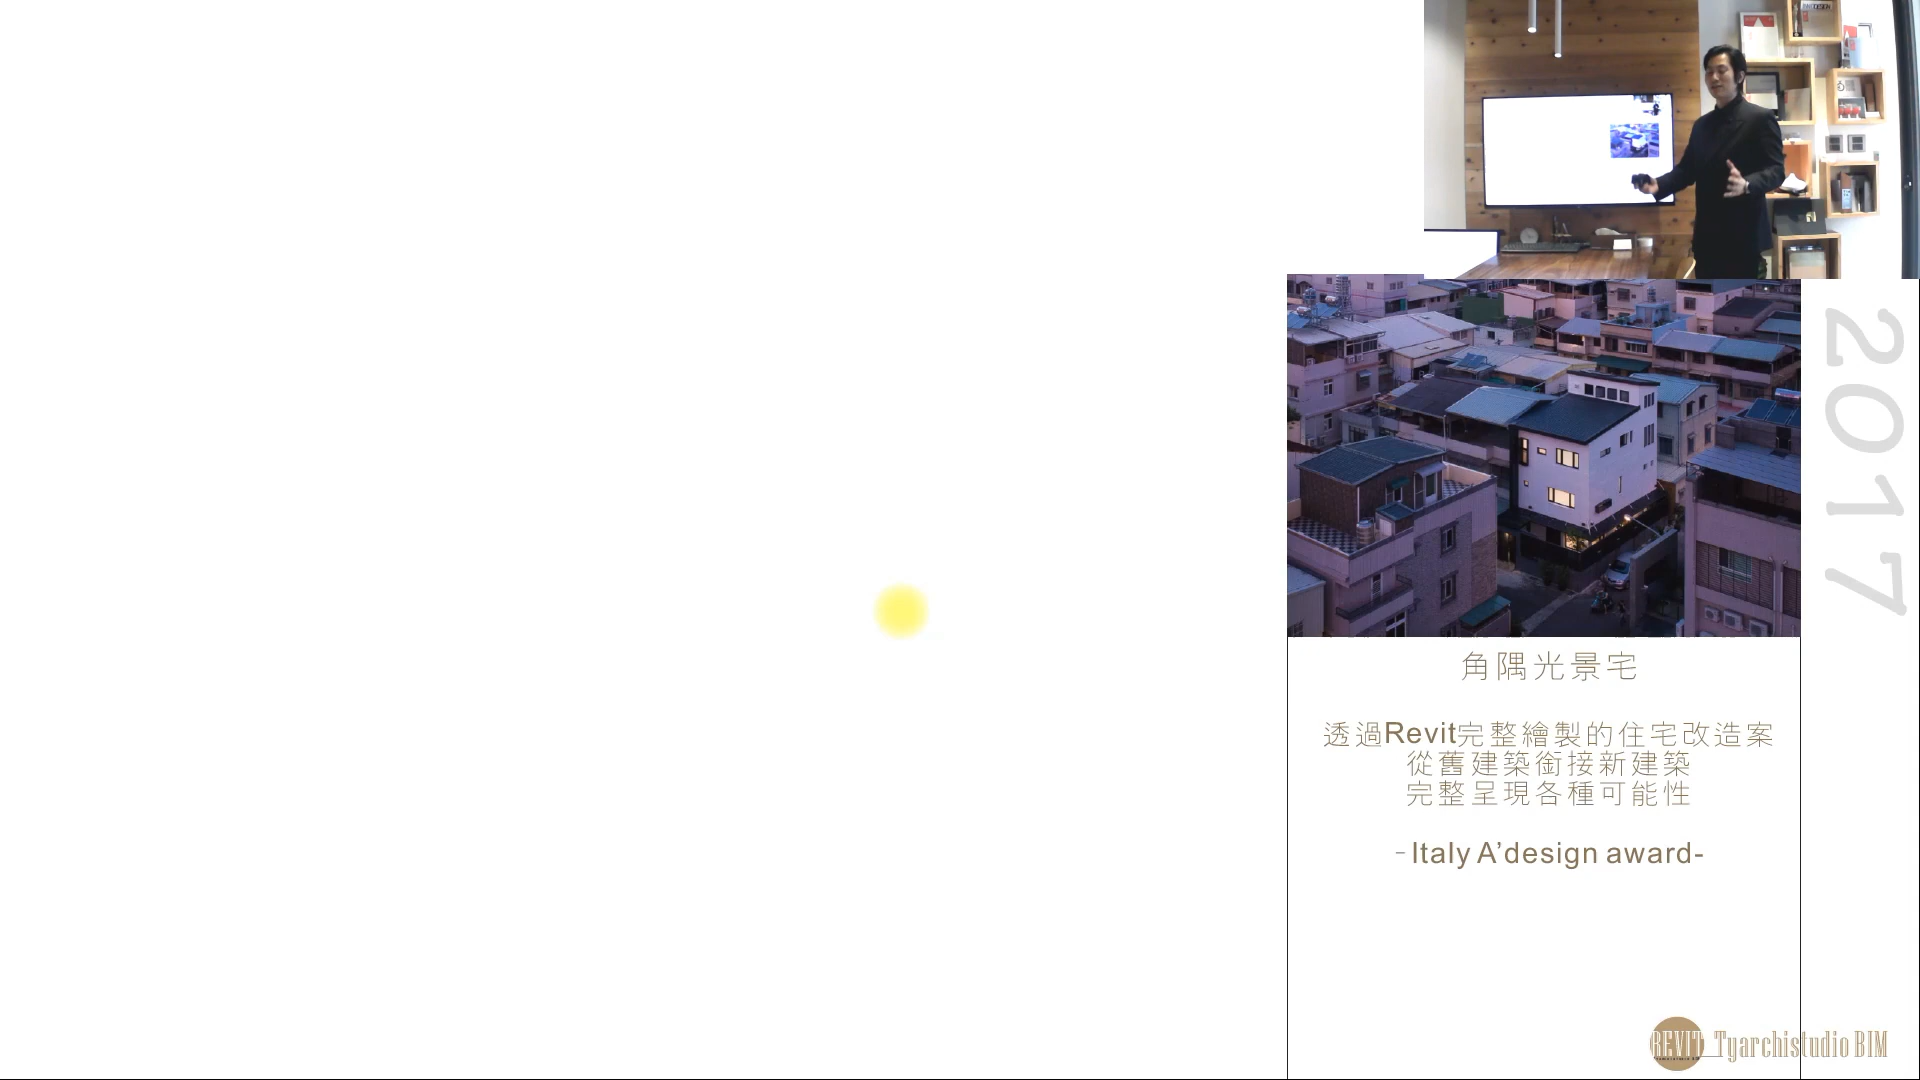 2017
角隅光景宅
透過Revit完整繪製的住宅改造案
從舊建築銜接新建築
完整呈現各種可能性
-Italy A’design award-
REVIT Tyarchistudio BIM